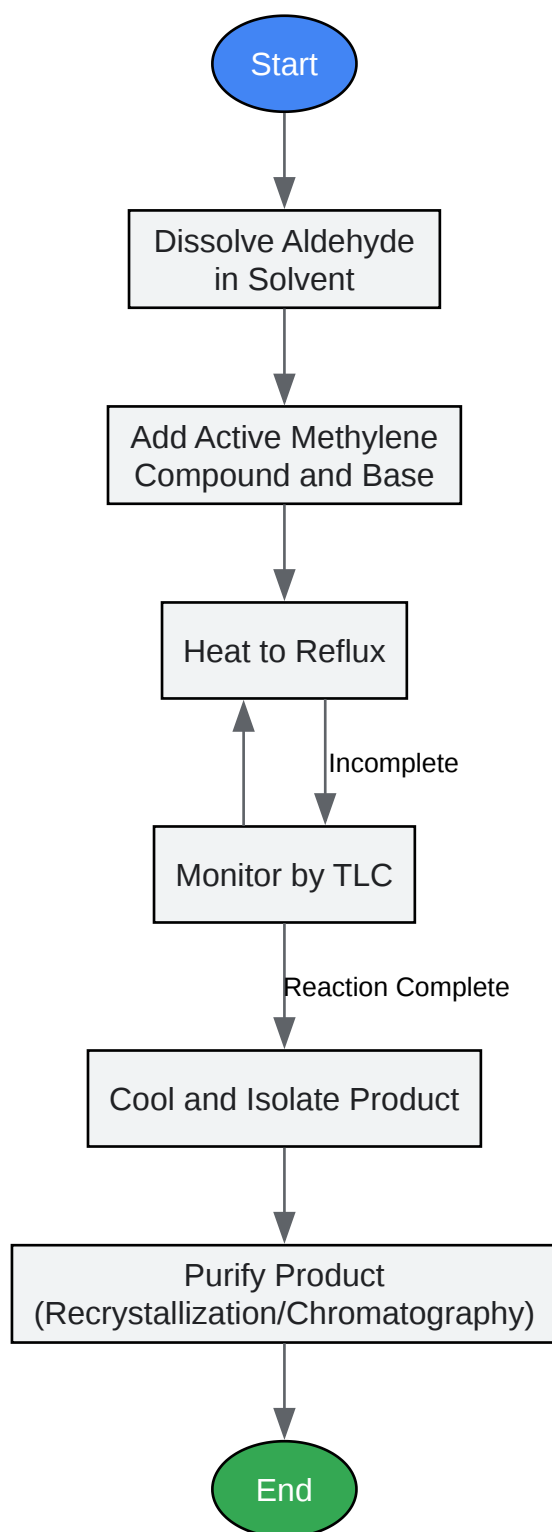 Start
Dissolve Aldehyde
in Solvent
Add Active Methylene
Compound and Base
Heat to Reflux
Incomplete
Monitor by TLC
Reaction Complete
Cool and Isolate Product
Purify Product
(Recrystallization/Chromatography)
End